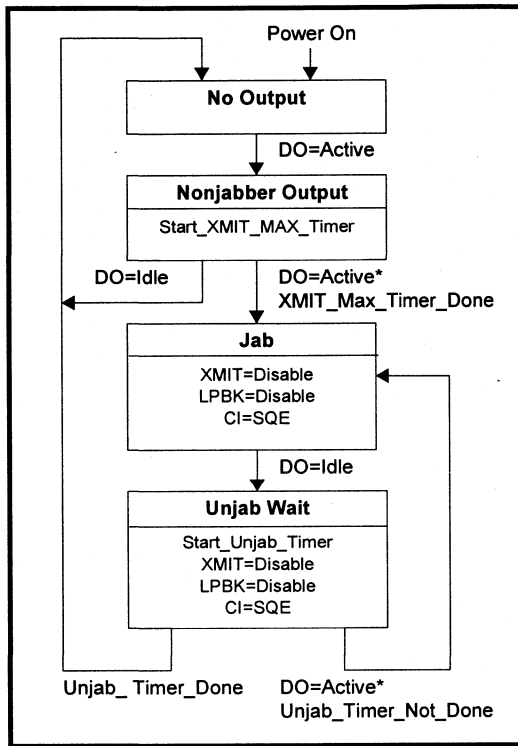 Power On
No Output
DO=Active
Nonjabber Output
Start_XMIT_MAX_Timer
DO=Idle
DO=Active*
XMIT_Max_Timer_Done
Jab
XMIT=Disable
LPBK=Disable
CI=SQE
DO=Idle
Unjab Wait
Start_Unjab_Timer
XMIT=Disable
LPBK=Disable
CI=SQE
Unjab_ Timer_Done
DO=Active*
Unjab_Timer_Not_Done